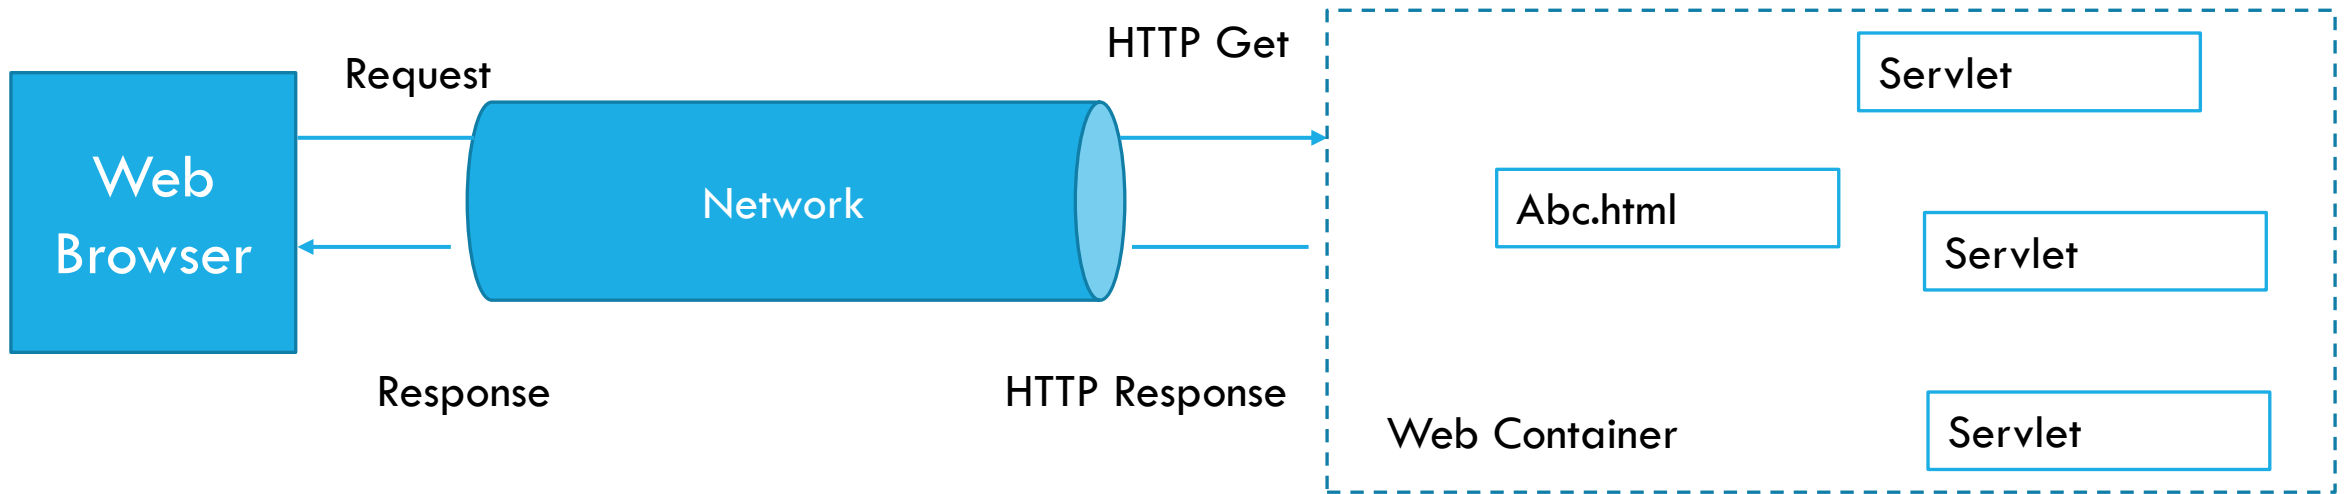 Web
Browser
Request
Response
Network
HTTP Get
HTTP Response
Servlet
Abc.html
Servlet
Web Container
Servlet